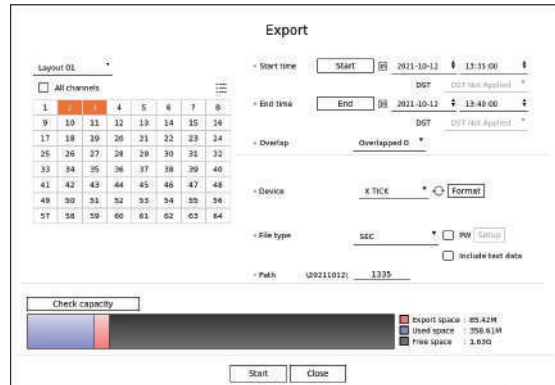 Export
Layout 01
All channels
1 2 3 4 5 6 7 8
9 10 11 12 13 14 15 16
17 18 19 20 21 22 23 24
25 26 27 28 29 30 31 32
33 34 35 36 37 38 39 40
41 42 43 44 45 46 47 48
49 50 51 52 53 54 55 56
57 58 59 60 61 62 63 64
Start time Start 2021-10-12 13:35:00
DST DST Not Applied
End time End 2021-10-12 13:40:00
DST DST Not Applied
Overlap Overlapped 0
Device X TICK Format
File type SEC PW Setup
Include text data
Path (20211012) 1335
Check capacity
Export space : 85.42M
Used space : 358.61M
Free space : 1.63G
Start Close